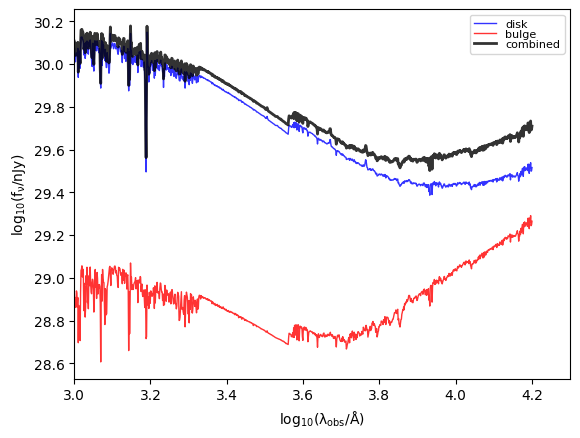 30.2
30.0
29.8
29.6
29.4
29.2
29.0
28.8
28.6
log₁₀(fᵥ/nJy)
disk
bulge
combined
3.0 3.2 3.4 3.6 3.8 4.0 4.2
log₁₀(λobs/Å)